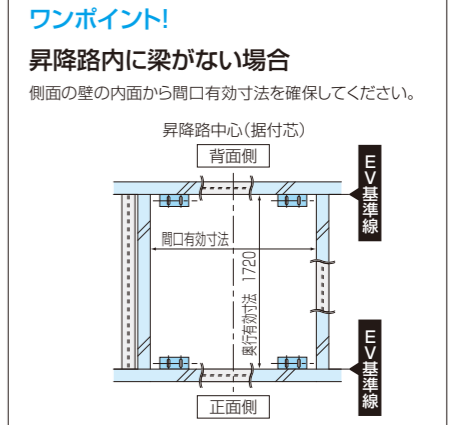 ワンポイント!
昇降路内に梁がない場合
側面の壁の内面から間口有効寸法を確保してください。
昇降路中心(据付芯)
背面側
EV基準線
間口有効寸法
奥行有効寸法 1720
EV基準線
正面側